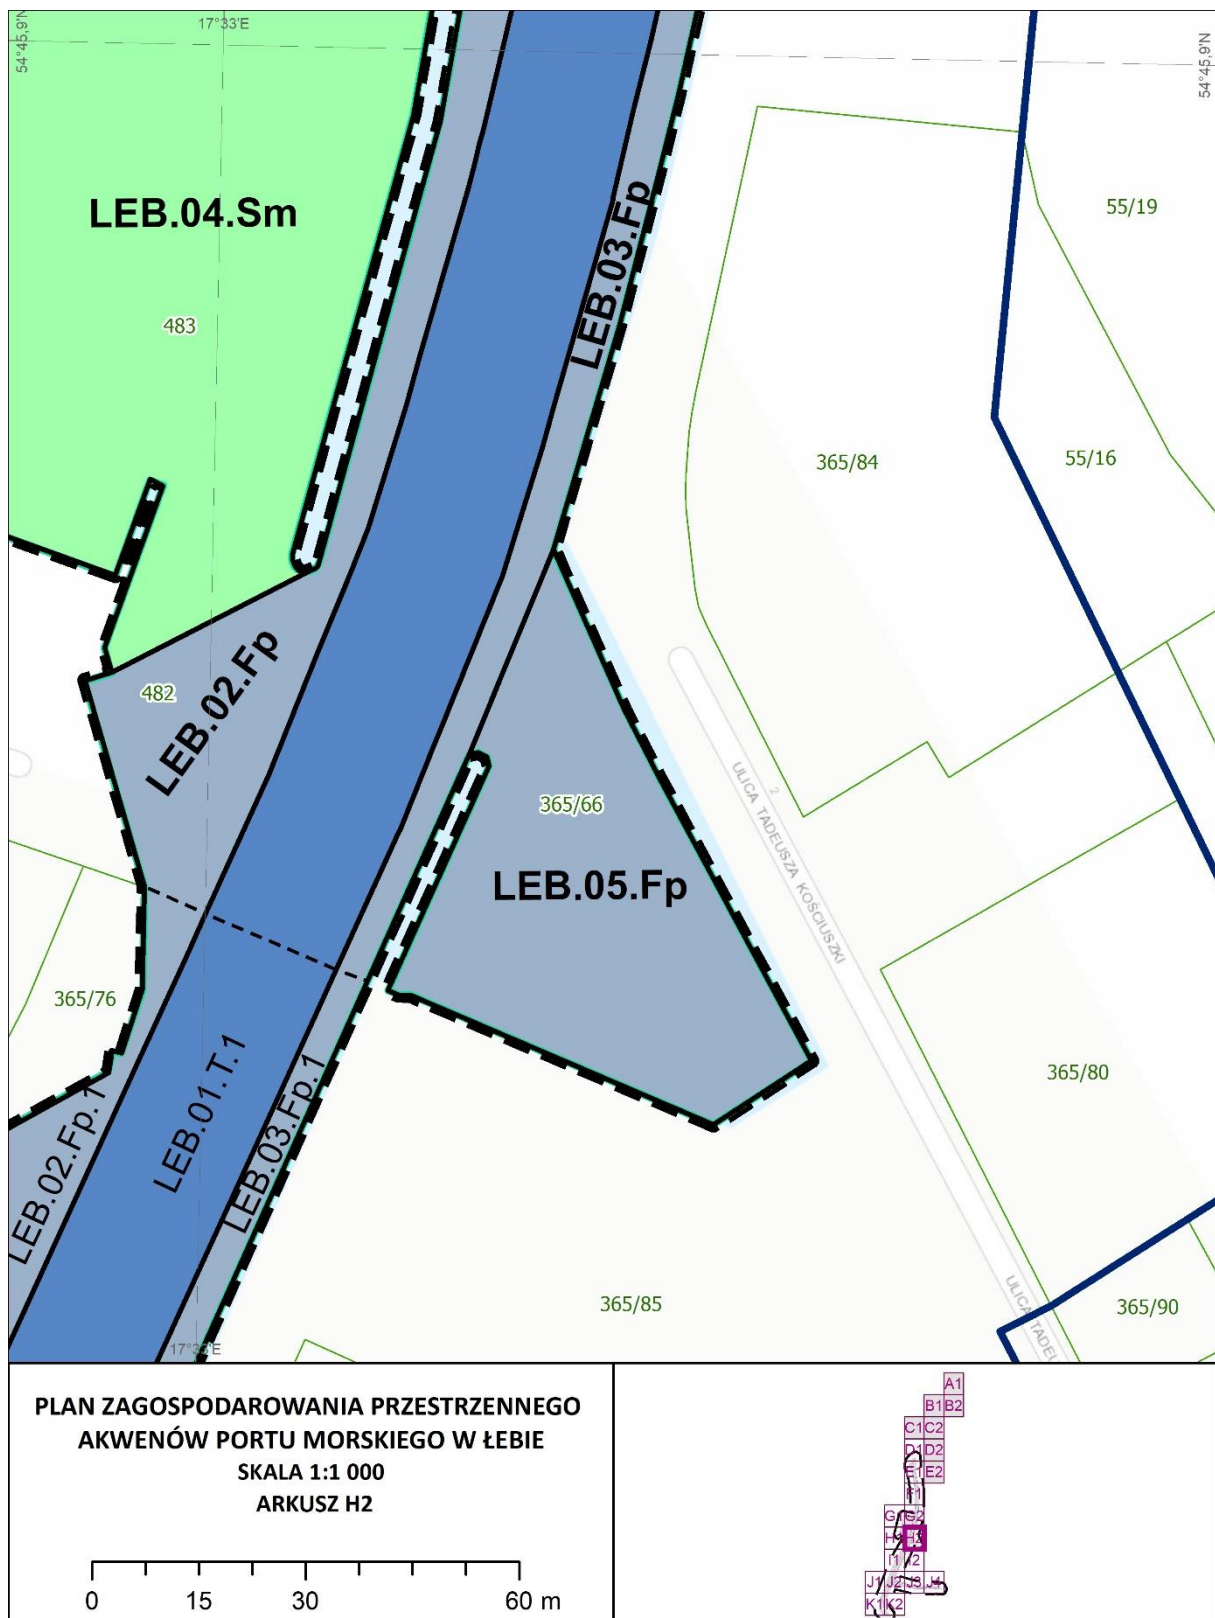 54°45,9'N
17°33'E
54°45,9'N
LEB.04.Sm
LEB.03.Fp
55/19
483
365/84
55/16
482
LEB.02.Fp
365/66
LEB.05.Fp
2
ULICA TADEUSZA KOŚCIUSZKI
365/76
LEB.01.T.1
LEB.03.Fp.1
LEB.02.Fp.1
365/80
365/85
ULICA TADEU
365/90
17°33'E
PLAN ZAGOSPODAROWANIA PRZESTRZENNEGO
AKWENÓW PORTU MORSKIEGO W ŁEBIE
SKALA 1:1 000
ARKUSZ H2
0 15 30 60 m
A1
B1 B2
C1 C2
D1 D2
E1 E2
F1
G1 G2
H1 H2
I1 I2
J1 J2 J3 J4
K1 K2